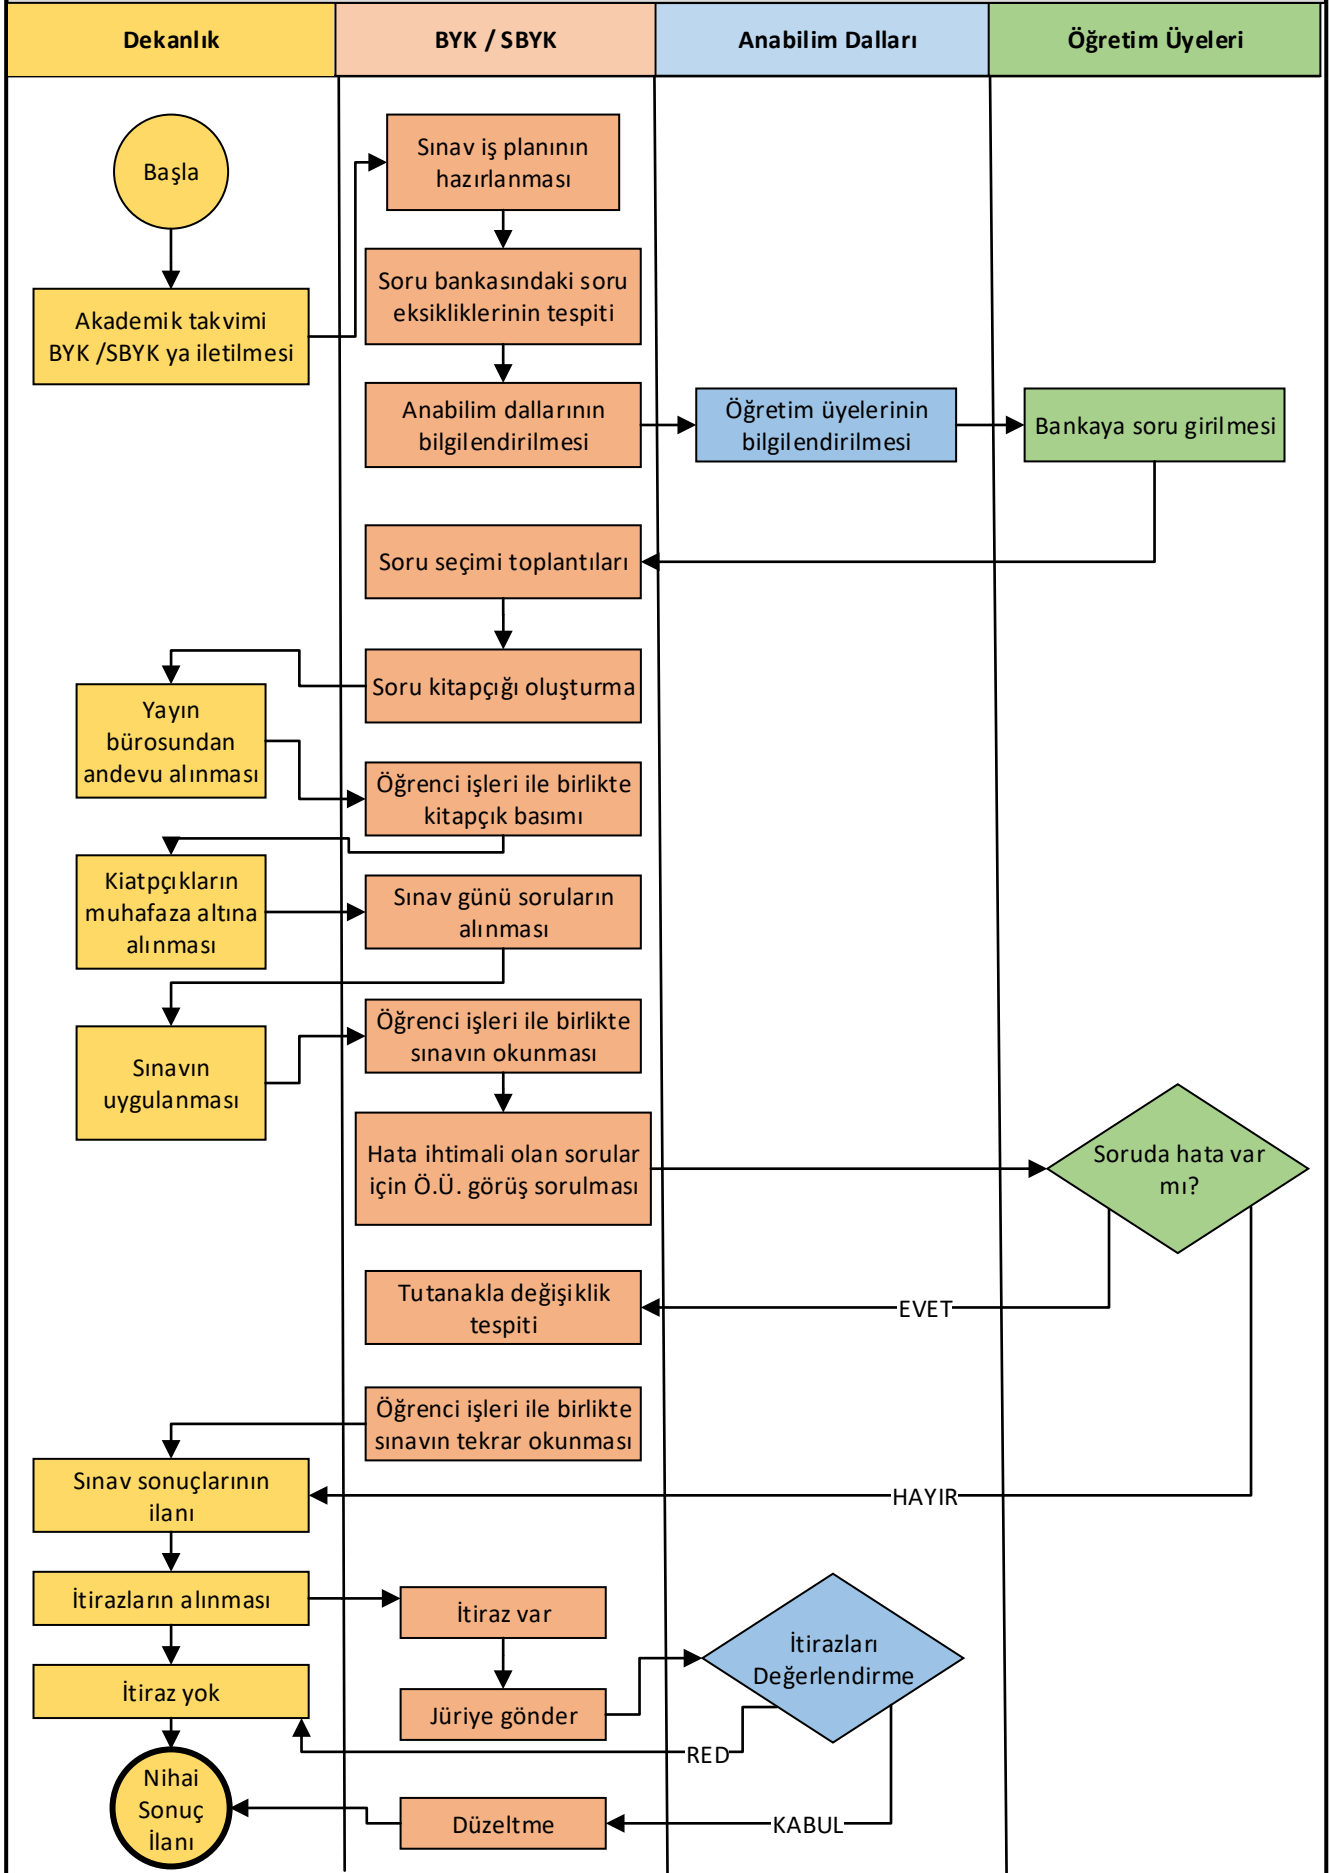 Dekanlık
BYK / SBYK
Anabilim Dalları
Öğretim Üyeleri
Başla
Sınav iş planının
hazırlanması
Soru bankasındaki soru
eksikliklerinin tespiti
Akademik takvimi
BYK /SBYK ya iletilmesi
Anabilim dallarının
bilgilendirilmesi
Öğretim üyelerinin
bilgilendirilmesi
Bankaya soru girilmesi
Soru seçimi toplantıları
Soru kitapçığı oluşturma
Yayın
bürosundan
andevu alınması
Öğrenci işleri ile birlikte
kitapçık basımı
Kiatpçıkların
muhafaza altına
alınması
Sınav günü soruların
alınması
Sınavın
uygulanması
Öğrenci işleri ile birlikte
sınavın okunması
Hata ihtimali olan sorular
için Ö.Ü. görüş sorulması
Soruda hata var
mı?
Tutanakla değişiklik
tespiti
EVET
Öğrenci işleri ile birlikte
sınavın tekrar okunması
Sınav sonuçlarının
ilanı
HAYIR
İtirazların alınması
İtiraz var
İtirazları
Değerlendirme
İtiraz yok
Jüriye gönder
RED
Nihai
Sonuç
İlanı
Düzeltme
KABUL